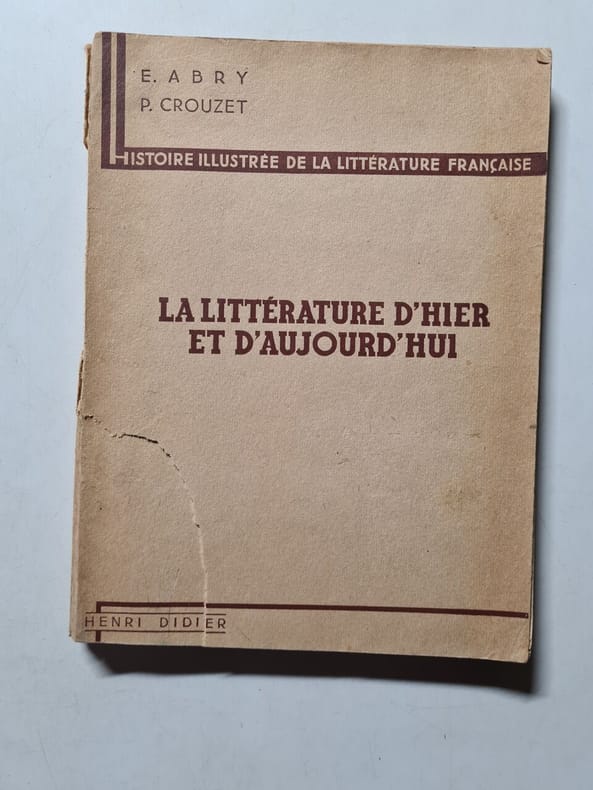 E. ABRY
P. CROUZET
HISTOIRE ILLUSTRÉE DE LA LITTÉRATURE FRANÇAISE
LA LITTÉRATURE D'HIER
ET D'AUJOURD'HUI
HENRI DIDIER